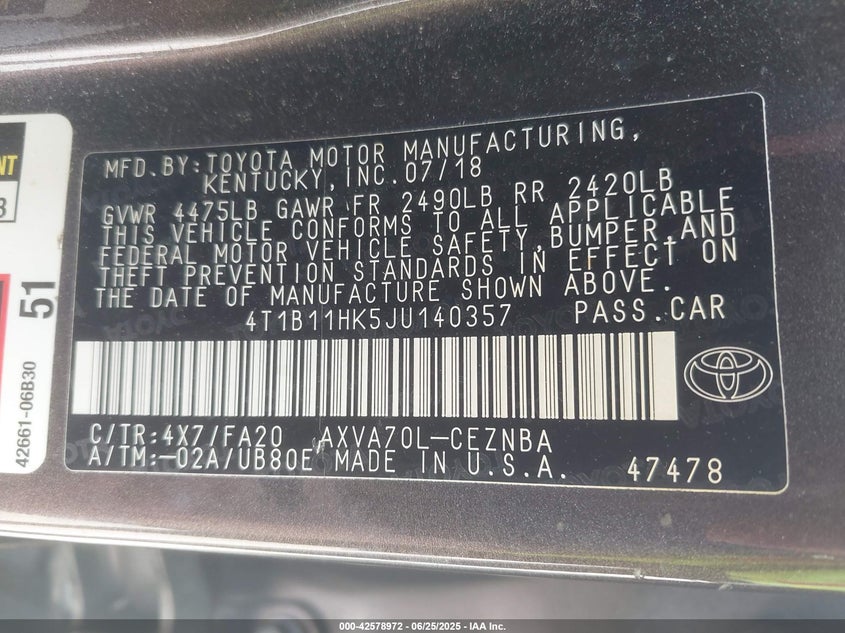 NT
3
51
42661-06B30
MFD.BY:TOYOTA MOTOR MANUFACTURING,
KENTUCKY,INC.07/18
GVWR 4475LB GAWR FR 2490LB RR 2420LB
THIS VEHICLE CONFORMS TO ALL APPLICABLE
FEDERAL MOTOR VEHICLE SAFETY,BUMPER,AND
THEFT PREVENTION STANDARDS IN EFFECT ON
THE DATE OF MANUFACTURE SHOWN ABOVE.
4T1B11HK5JU140357 PASS.CAR
C/TR:4X7/FA20 AXVA70L-CEZNBA
A/TM:-02A/UB80E MADE IN U.S.A. 47478
000-42578972 - 06/25/2025 - IAA Inc.